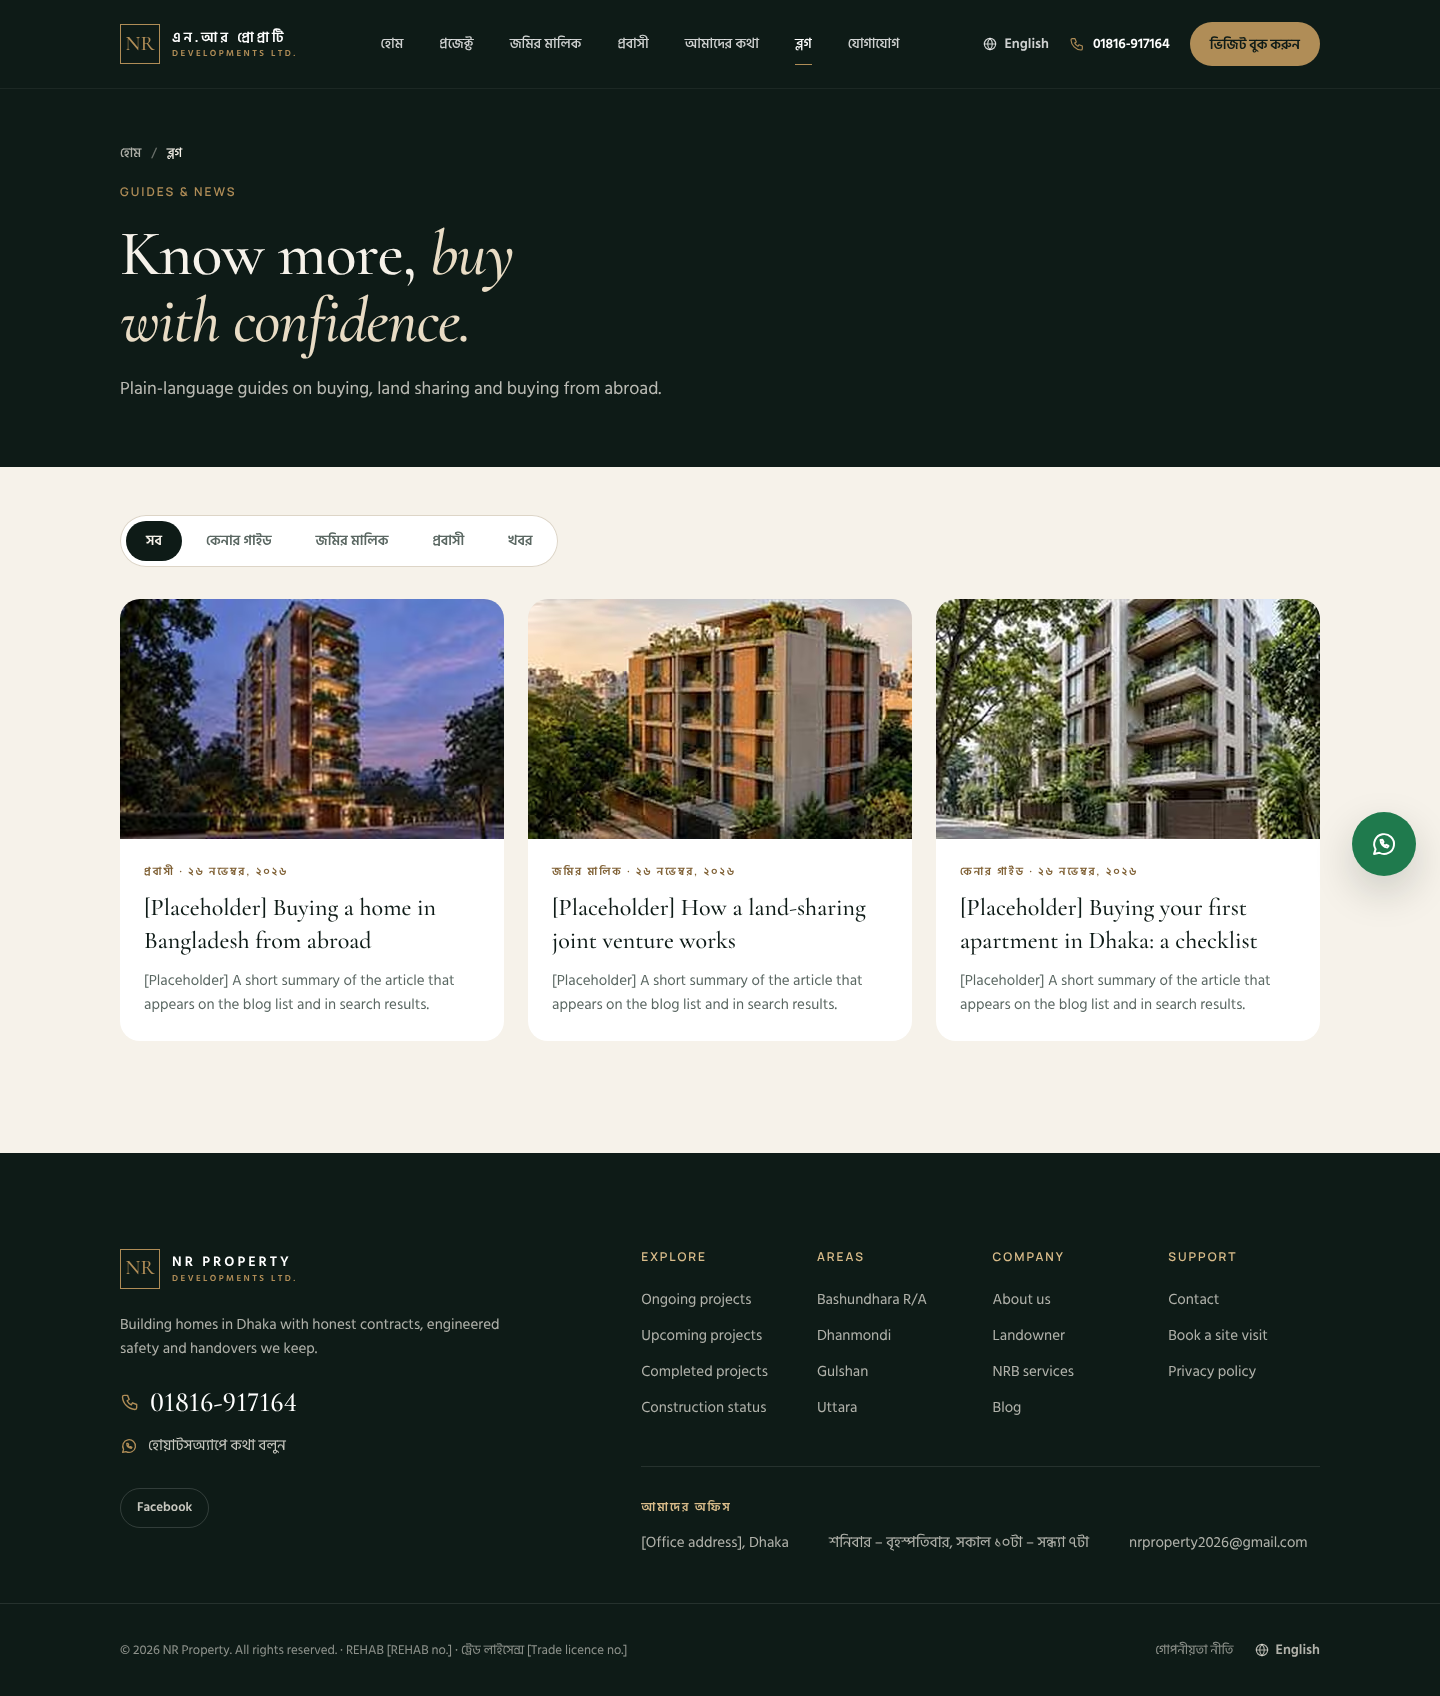 NR
এন.আর প্রোপ্রার্টি
DEVELOPMENTS LTD.
হোম
প্রজেক্ট
জমির মালিক
প্রবাসী
আমাদের কথা
ব্লগ
যোগাযোগ
English
01816-917164
ভিজিট বুক করুন
হোম / ব্লগ
GUIDES & NEWS
Know more, buy
with confidence.
Plain-language guides on buying, land sharing and buying from abroad.
সব
কেনার গাইড
জমির মালিক
প্রবাসী
খবর
প্রবাসী · ২৬ নভেম্বর, ২০২৬
[Placeholder] Buying a home in
Bangladesh from abroad
[Placeholder] A short summary of the article that
appears on the blog list and in search results.
জমির মালিক · ২৬ নভেম্বর, ২০২৬
[Placeholder] How a land-sharing
joint venture works
[Placeholder] A short summary of the article that
appears on the blog list and in search results.
কেনার গাইড · ২৬ নভেম্বর, ২০২৬
[Placeholder] Buying your first
apartment in Dhaka: a checklist
[Placeholder] A short summary of the article that
appears on the blog list and in search results.
NR
NR PROPERTY
DEVELOPMENTS LTD.
Building homes in Dhaka with honest contracts, engineered
safety and handovers we keep.
01816-917164
হোয়াটসঅ্যাপে কথা বলুন
Facebook
EXPLORE
Ongoing projects
Upcoming projects
Completed projects
Construction status
AREAS
Bashundhara R/A
Dhanmondi
Gulshan
Uttara
COMPANY
About us
Landowner
NRB services
Blog
SUPPORT
Contact
Book a site visit
Privacy policy
আমাদের অফিস
[Office address], Dhaka
শনিবার – বৃহস্পতিবার, সকাল ১০টা – সন্ধ্যা ৭টা
nrproperty2026@gmail.com
© 2026 NR Property. All rights reserved. · REHAB [REHAB no.] · ট্রেড লাইসেন্স [Trade licence no.]
গোপনীয়তা নীতি
English